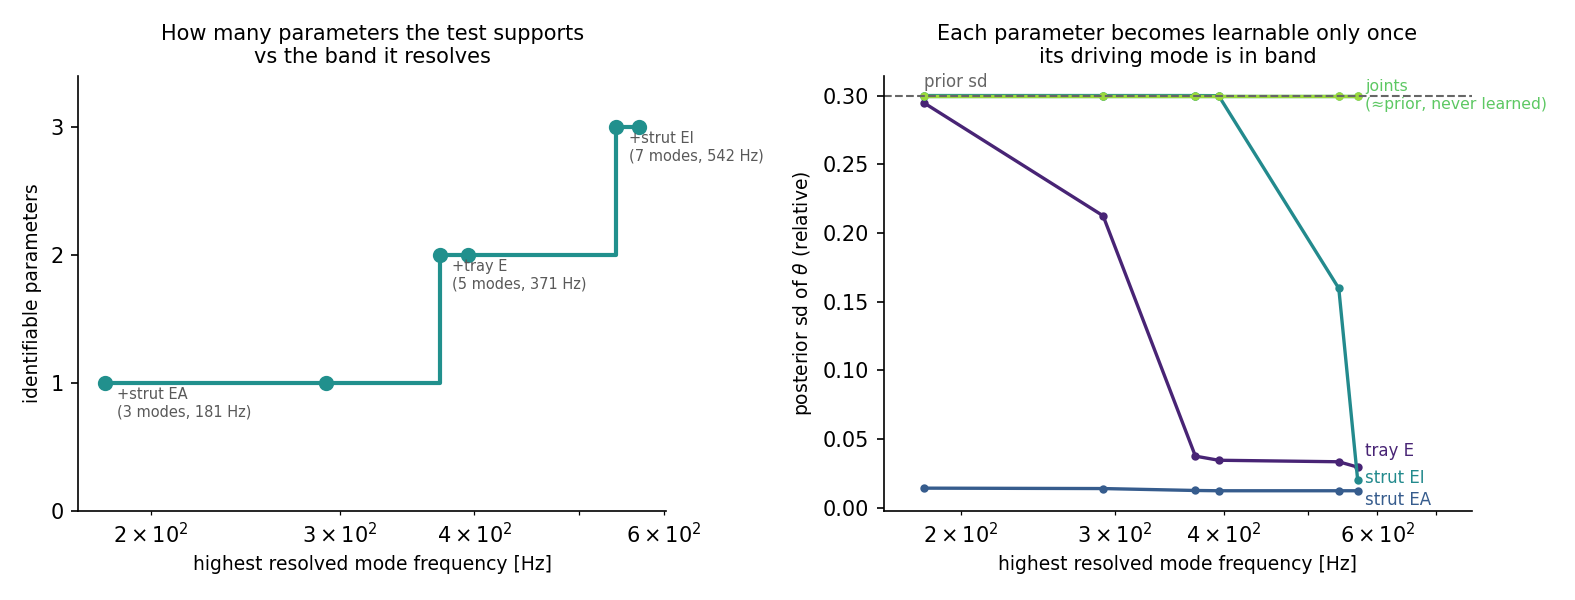 How many parameters the test supports
vs the band it resolves
identifiable parameters
3
2
1
0
+strut EI
(7 modes, 542 Hz)
+tray E
(5 modes, 371 Hz)
+strut EA
(3 modes, 181 Hz)
2 × 10²
3 × 10²
4 × 10²
6 × 10²
highest resolved mode frequency [Hz]
Each parameter becomes learnable only once
its driving mode is in band
posterior sd of θ (relative)
0.30
0.25
0.20
0.15
0.10
0.05
0.00
prior sd
joints
(≈prior, never learned)
tray E
strut EI
strut EA
2 × 10²
3 × 10²
4 × 10²
6 × 10²
highest resolved mode frequency [Hz]